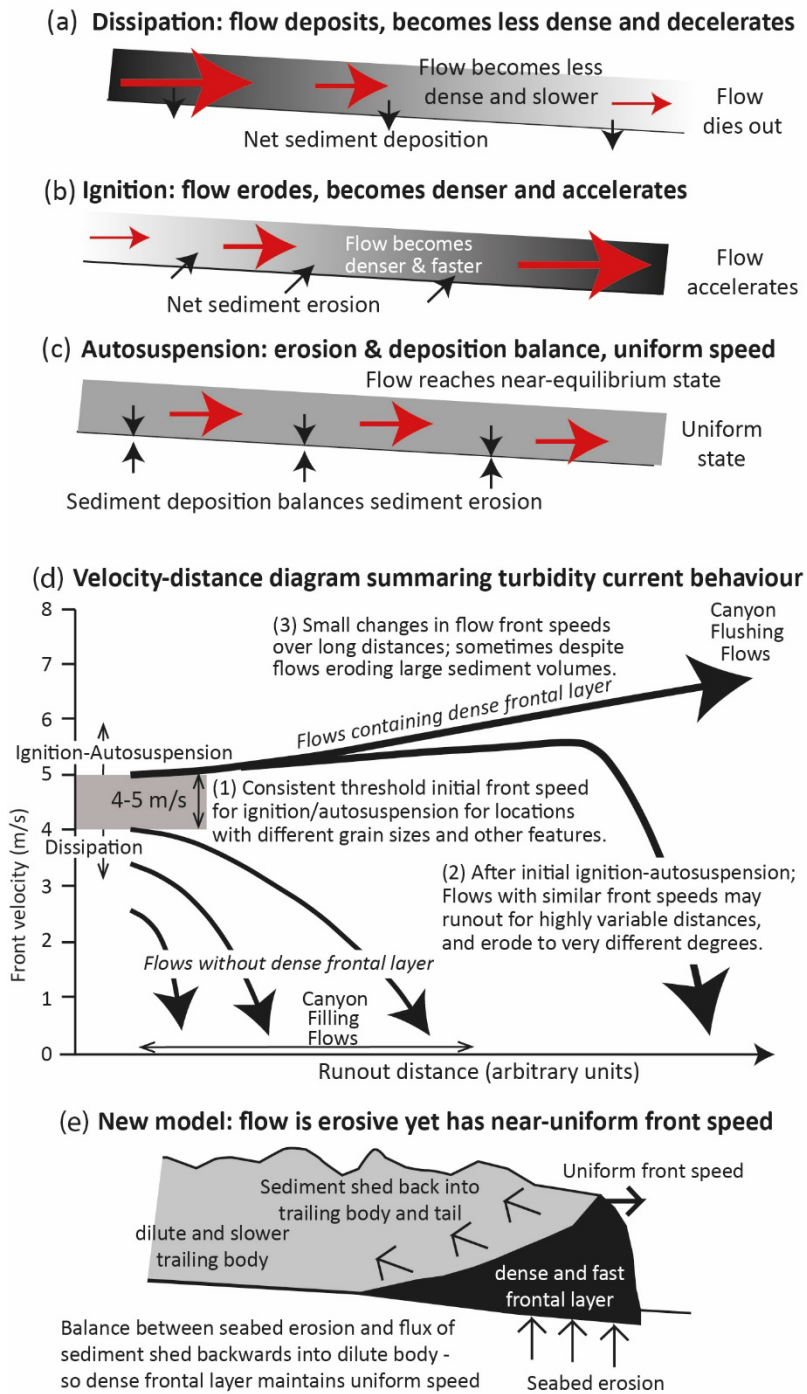 (a) Dissipation: flow deposits, becomes less dense and decelerates
Flow becomes less
dense and slower
Flow
dies out
Net sediment deposition
(b) Ignition: flow erodes, becomes denser and accelerates
Flow becomes
denser & faster
Flow
accelerates
Net sediment erosion
(c) Autosuspension: erosion & deposition balance, uniform speed
Flow reaches near-equilibrium state
Uniform
state
Sediment deposition balances sediment erosion
(d) Velocity-distance diagram summaring turbidity current behaviour
8
7
6
5
4
3
2
1
0
Front velocity (m/s)
(3) Small changes in flow front speeds
over long distances; sometimes despite
flows eroding large sediment volumes.
Canyon
Flushing
Flows
Flows containing dense frontal layer
Ignition-Autosuspension
4-5 m/s
(1) Consistent threshold initial front speed
for ignition/autosuspension for locations
with different grain sizes and other features.
Dissipation
(2) After initial ignition-autosuspension;
Flows with similar front speeds may
runout for highly variable distances,
and erode to very different degrees.
Flows without dense frontal layer
Canyon
Filling
Flows
Runout distance (arbitrary units)
(e) New model: flow is erosive yet has near-uniform front speed
Uniform front speed
Sediment shed back into
trailing body and tail
dilute and slower
trailing body
dense and fast
frontal layer
Balance between seabed erosion and flux of
sediment shed backwards into dilute body -
so dense frontal layer maintains uniform speed
Seabed erosion